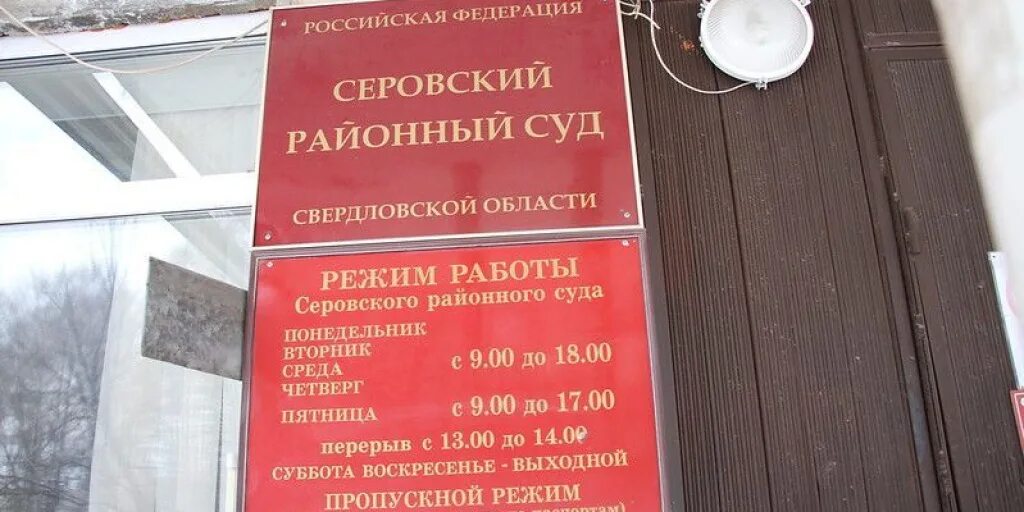 РОССИЙСКАЯ ФЕДЕРАЦИЯ
СЕРОВСКИЙ
РАЙОННЫЙ СУД
СВЕРДЛОВСКОЙ ОБЛАСТИ
РЕЖИМ РАБОТЫ
Серовского районного суда
ПОНЕДЕЛЬНИК
ВТОРНИК
СРЕДА
ЧЕТВЕРГ
с 9.00 до 18.00
ПЯТНИЦА с 9.00 до 17.00
перерыв с 13.00 до 14.00
СУББОТА ВОСКРЕСЕНЬЕ - ВЫХОДНОЙ
ПРОПУСКНОЙ РЕЖИМ
паспортам)